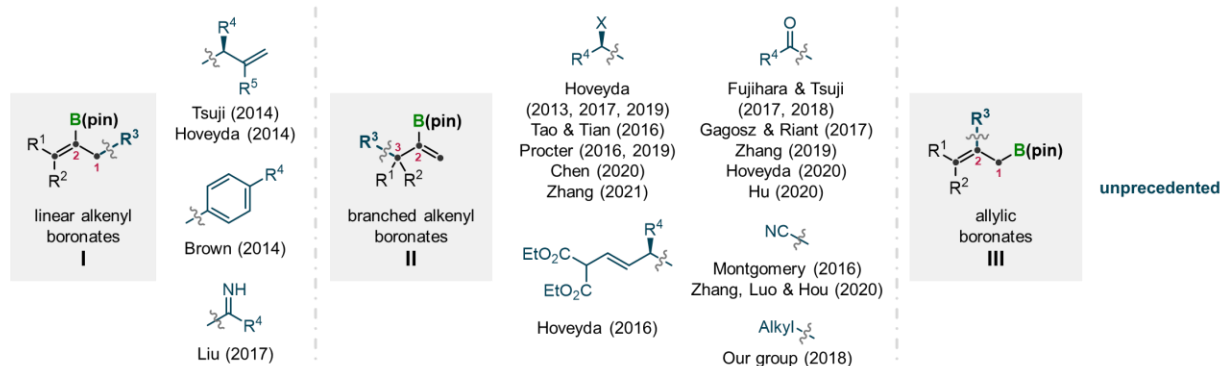 B(pin)
R¹
R³
2
1
R²
linear alkenyl
boronates
I
R⁴
R⁵
Tsuji (2014)
Hoveyda (2014)
R⁴
Brown (2014)
NH
R⁴
Liu (2017)
B(pin)
R³
3
2
R¹
R²
branched alkenyl
boronates
II
X
R⁴
Hoveyda
(2013, 2017, 2019)
Tao & Tian (2016)
Procter (2016, 2019)
Chen (2020)
Zhang (2021)
R⁴
EtO₂C
EtO₂C
Hoveyda (2016)
O
R⁴
Fujihara & Tsuji
(2017, 2018)
Gagosz & Riant (2017)
Zhang (2019)
Hoveyda (2020)
Hu (2020)
NC
Montgomery (2016)
Zhang, Luo & Hou (2020)
Alkyl
Our group (2018)
R³
R¹
B(pin)
2
1
R²
allylic
boronates
III
unprecedented